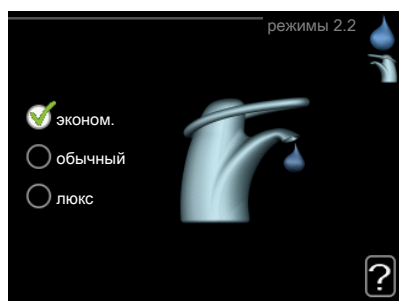 режимы 2.2
эконом.
обычный
люкс
?